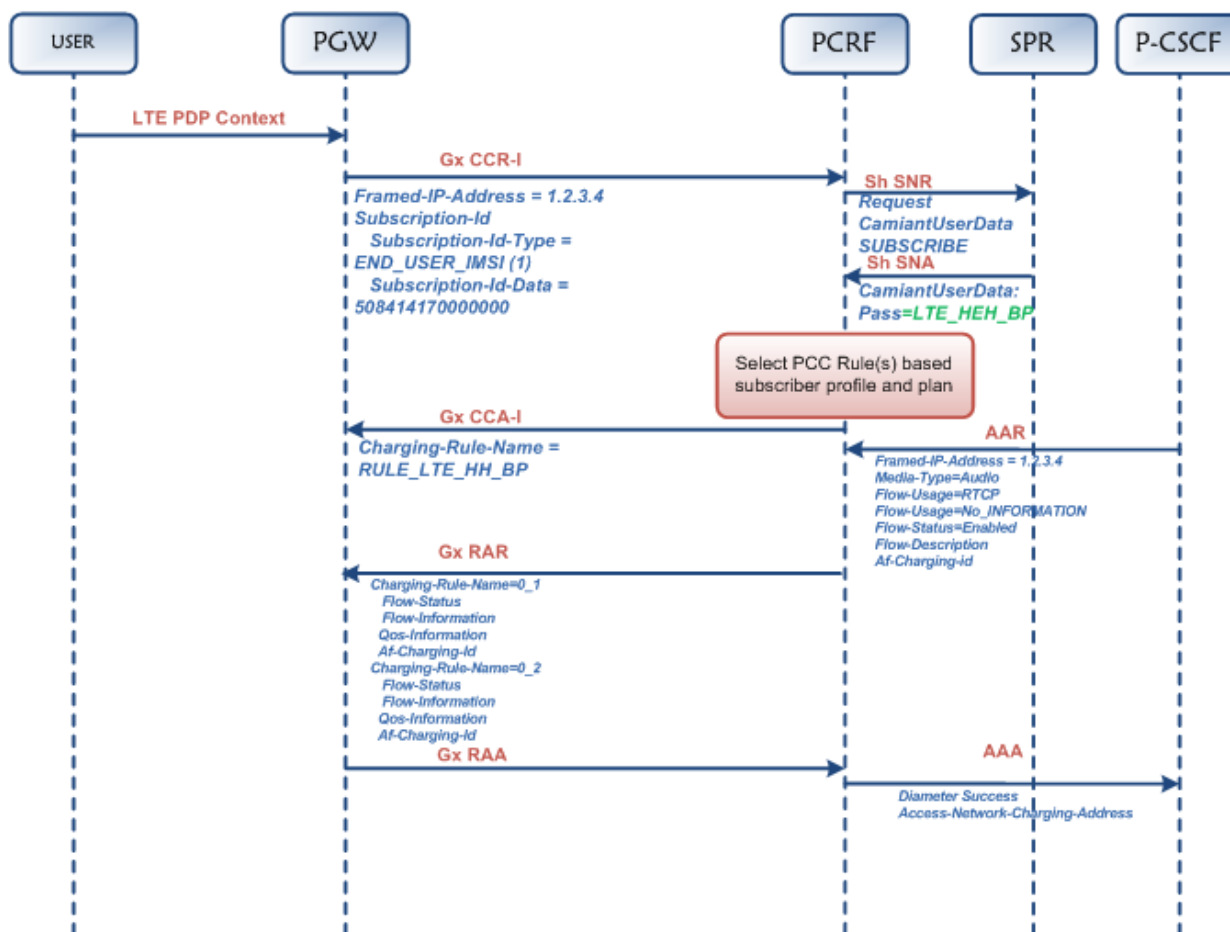 USER
PGW
PCRF
SPR
P-CSCF
LTE PDP Context
Gx CCR-I
Framed-IP-Address = 1.2.3.4
Subscription-Id
Subscription-Id-Type =
END_USER_IMSI (1)
Subscription-Id-Data =
508414170000000
Sh SNR
Request
CamiantUserData
SUBSCRIBE
Sh SNA
CamiantUserData:
Pass=LTE_HEH_BP
Select PCC Rule(s) based
subscriber profile and plan
Gx CCA-I
Charging-Rule-Name =
RULE_LTE_HH_BP
AAR
Framed-IP-Address = 1.2.3.4
Media-Type=Audio
Flow-Usage=RTCP
Flow-Usage=No_INFORMATION
Flow-Status=Enabled
Flow-Description
Af-Charging-id
Gx RAR
Charging-Rule-Name=0_1
Flow-Status
Flow-Information
Qos-Information
Af-Charging-Id
Charging-Rule-Name=0_2
Flow-Status
Flow-Information
Qos-Information
Af-Charging-Id
Gx RAA
AAA
Diameter Success
Access-Network-Charging-Address